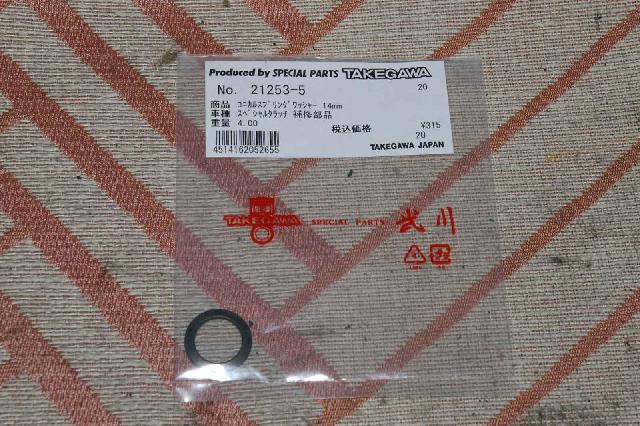 Produced by SPECIAL PARTS TAKEGAWA
No. 21253-5 20
商品 ユニカルスプリングワッシャー 14mm
車種 スペシャルクラッチ 補修部品
重量 4.00 税込価格 ¥315
20
4514162052655 TAKEGAWA JAPAN
TAKEGAWA SPECIAL PARTS 武川